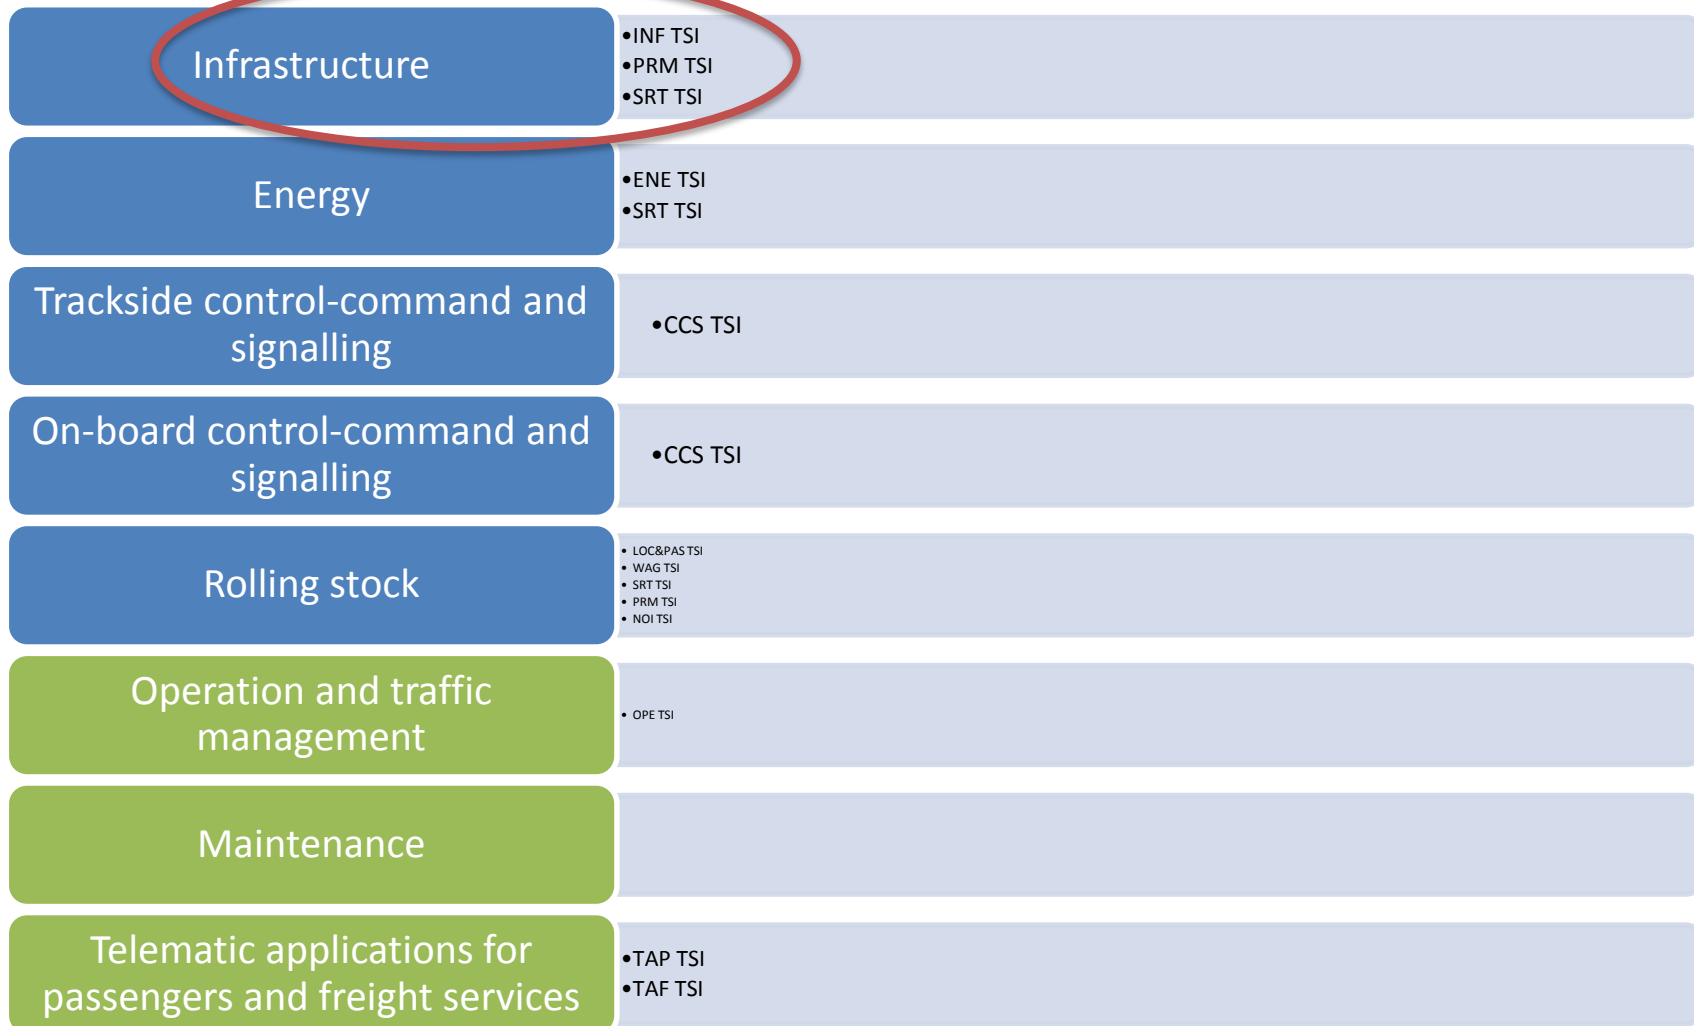 Infrastructure
•INF TSI
•PRM TSI
•SRT TSI
Energy
•ENE TSI
•SRT TSI
Trackside control-command and
signalling
•CCS TSI
On-board control-command and
signalling
•CCS TSI
Rolling stock
• LOC&PAS TSI
• WAG TSI
• SRT TSI
• PRM TSI
• NOI TSI
Operation and traffic
management
• OPE TSI
Maintenance
Telematic applications for
passengers and freight services
•TAP TSI
•TAF TSI